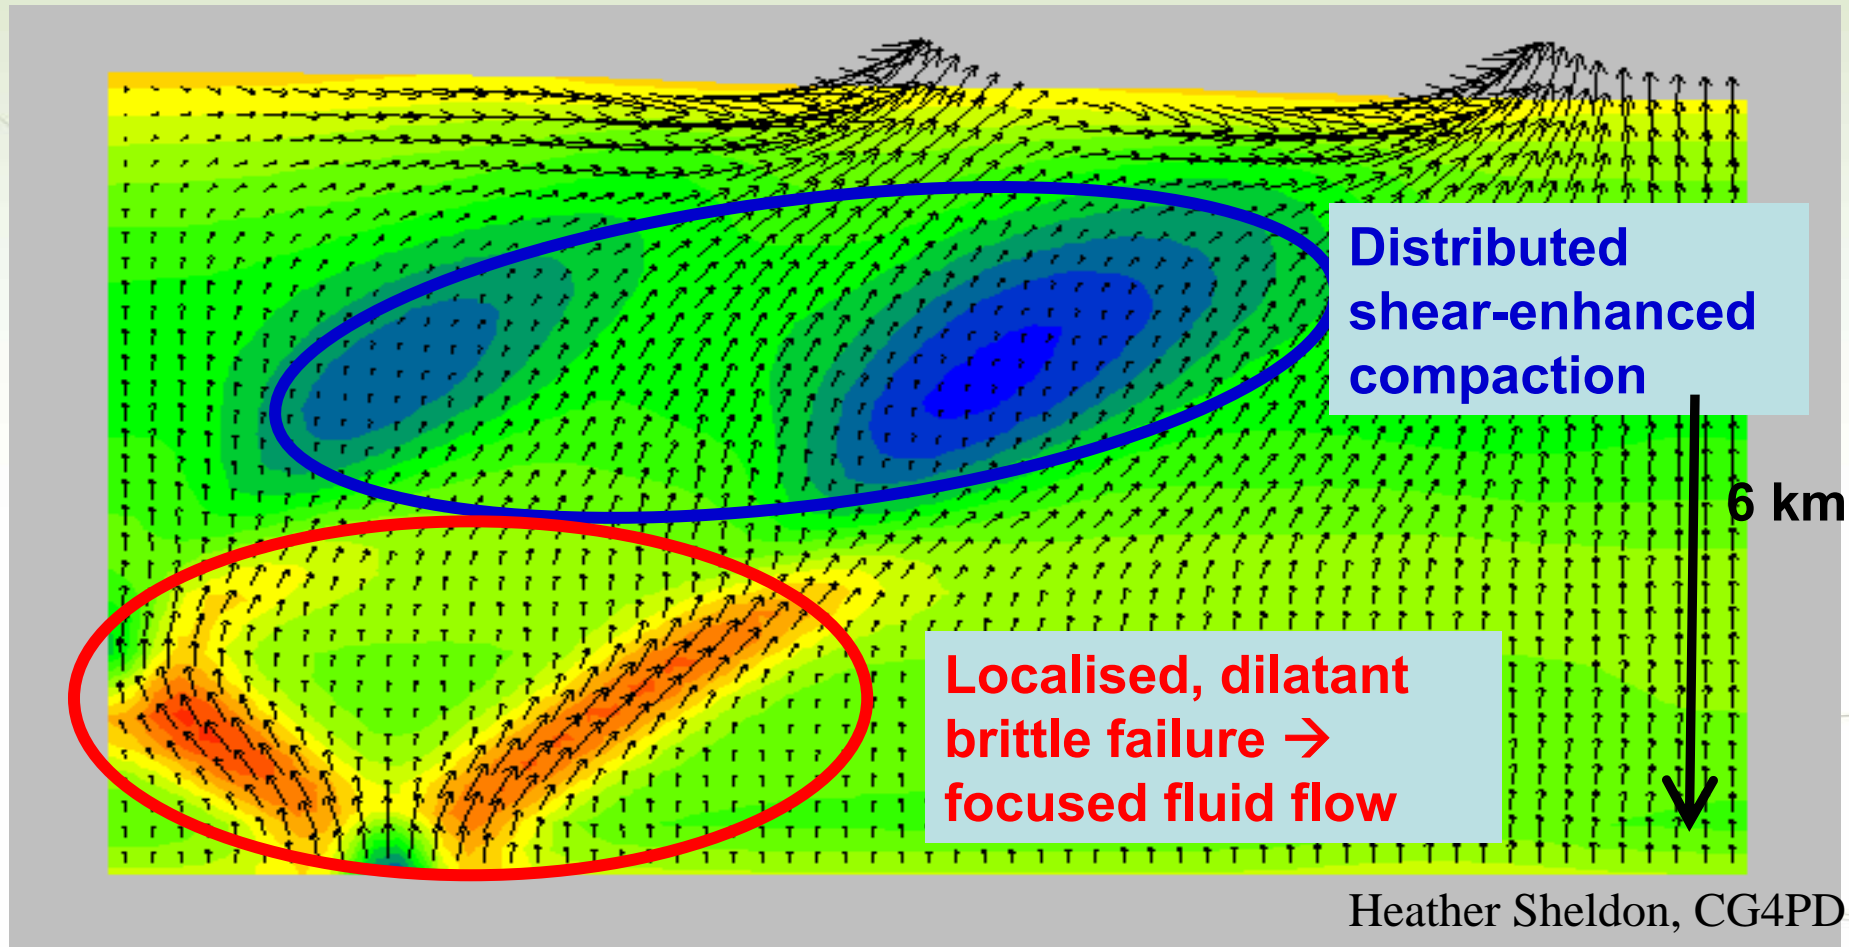 Distributed
shear-enhanced
compaction
6 km
Localised, dilatant
brittle failure →
focused fluid flow
Heather Sheldon, CG4PD